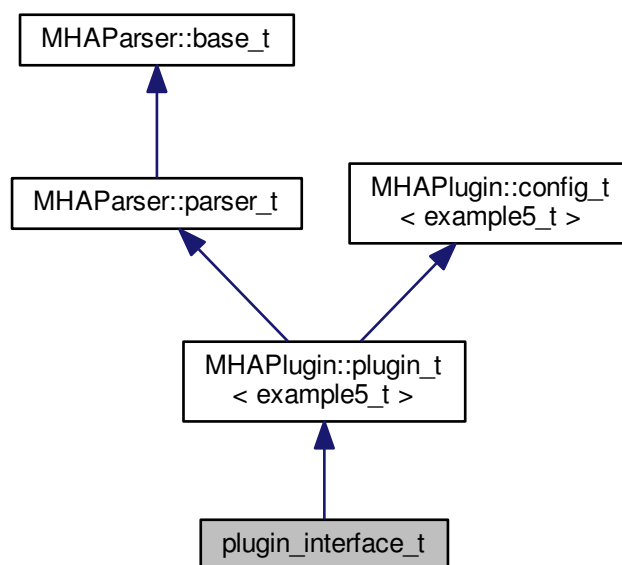 MHAParser::base_t
MHAParser::parser_t
MHAPlugin::config_t
< example5_t >
MHAPlugin::plugin_t
< example5_t >
plugin_interface_t